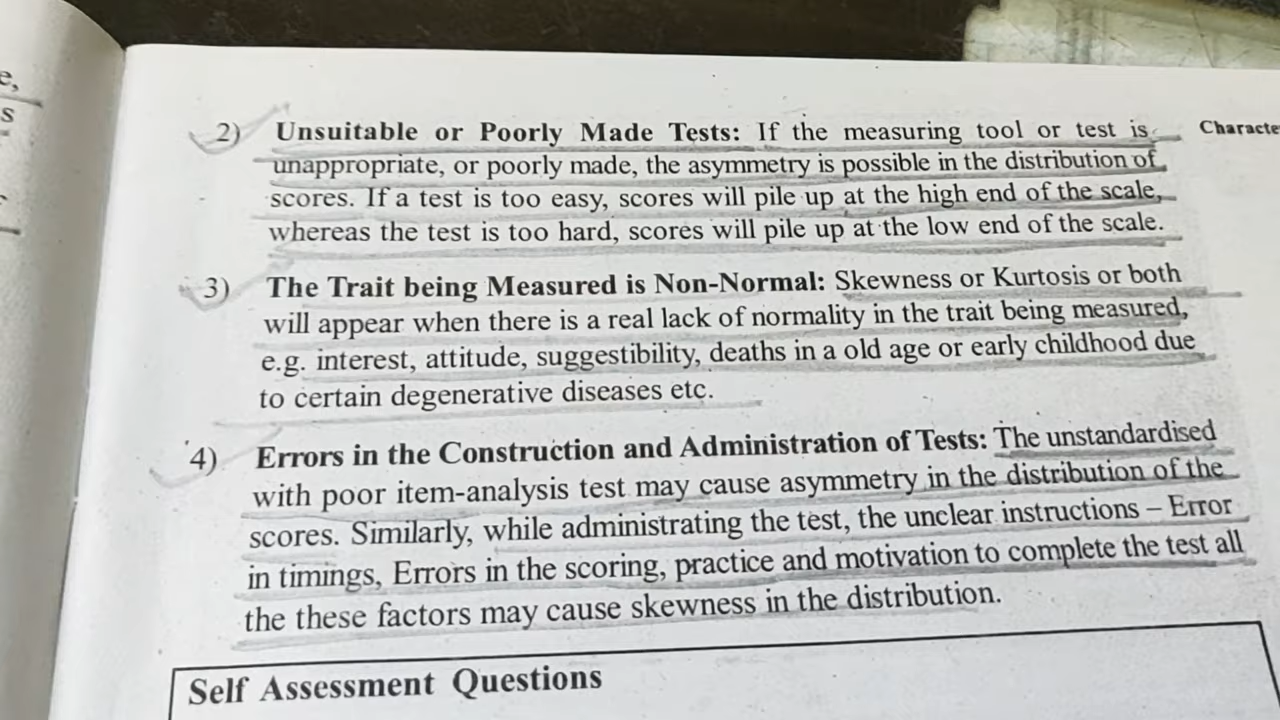 e,
s
2) Unsuitable or Poorly Made Tests: If the measuring tool or test is
unappropriate, or poorly made, the asymmetry is possible in the distribution of
scores. If a test is too easy, scores will pile up at the high end of the scale,
whereas the test is too hard, scores will pile up at the low end of the scale.
Characte
3) The Trait being Measured is Non-Normal: Skewness or Kurtosis or both
will appear when there is a real lack of normality in the trait being measured,
e.g. interest, attitude, suggestibility, deaths in a old age or early childhood due
to certain degenerative diseases etc.
4) Errors in the Construction and Administration of Tests: The unstandardised
with poor item-analysis test may cause asymmetry in the distribution of the
scores. Similarly, while administrating the test, the unclear instructions – Error
in timings, Errors in the scoring, practice and motivation to complete the test all
the these factors may cause skewness in the distribution.
Self Assessment Questions